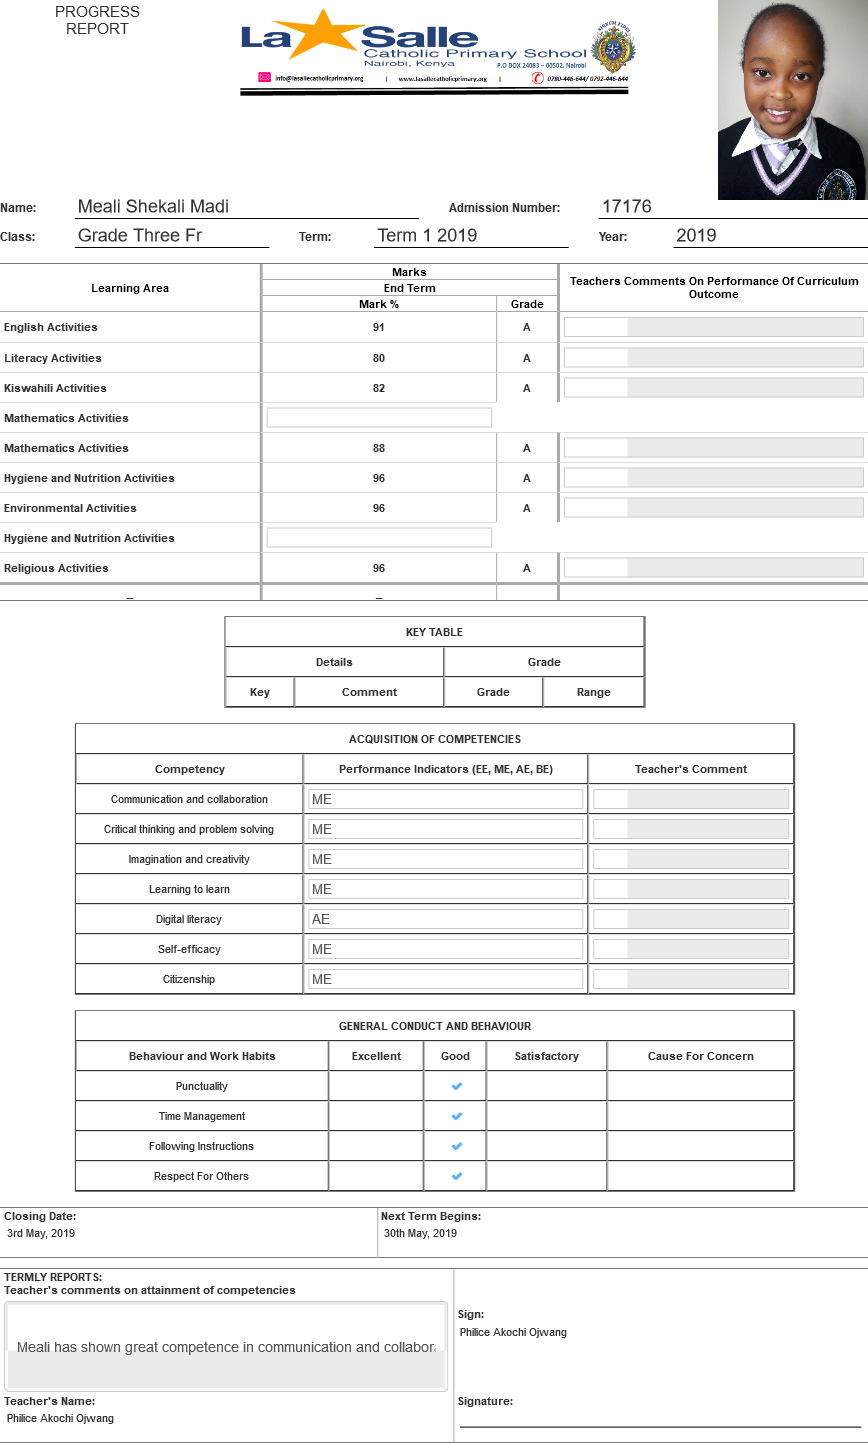 PROGRESS
REPORT
La Salle
Catholic Primary School
Nairobi, Kenya
P.O BOX 24083 – 00502, Nairobi
info@lasallecatholicprimary.org | www.lasallecatholicprimary.org | 0780-446-644/ 0792-446-644
Name: Meali Shekali Madi Admission Number: 17176
Class: Grade Three Fr Term: Term 1 2019 Year: 2019
Learning Area Marks Teachers Comments On Performance Of Curriculum Outcome
End Term
Mark % Grade
English Activities 91 A
Literacy Activities 80 A
Kiswahili Activities 82 A
Mathematics Activities
Mathematics Activities 88 A
Hygiene and Nutrition Activities 96 A
Environmental Activities 96 A
Hygiene and Nutrition Activities
Religious Activities 96 A
_ _
KEY TABLE
Details Grade
Key Comment Grade Range
ACQUISITION OF COMPETENCIES
Competency Performance Indicators (EE, ME, AE, BE) Teacher's Comment
Communication and collaboration ME
Critical thinking and problem solving ME
Imagination and creativity ME
Learning to learn ME
Digital literacy AE
Self-efficacy ME
Citizenship ME
GENERAL CONDUCT AND BEHAVIOUR
Behaviour and Work Habits Excellent Good Satisfactory Cause For Concern
Punctuality
Time Management
Following Instructions
Respect For Others
Closing Date: Next Term Begins:
3rd May, 2019 30th May, 2019
TERMLY REPORTS:
Teacher's comments on attainment of competencies
Meali has shown great competence in communication and collabor
Sign:
Philice Akochi Ojwang
Teacher's Name: Signature:
Philice Akochi Ojwang